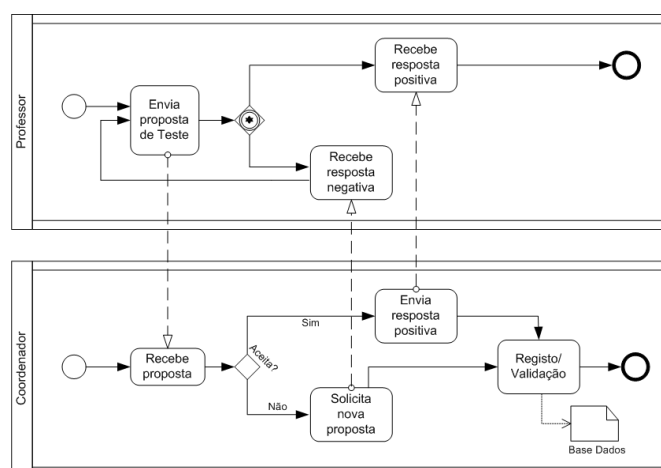 Professor
Envia
proposta
de Teste
Recebe
resposta
positiva
Recebe
resposta
negativa
Coordenador
Recebe
proposta
Aceita?
Sim
Não
Envia
resposta
positiva
Solicita
nova
proposta
Registo/
Validação
Base Dados